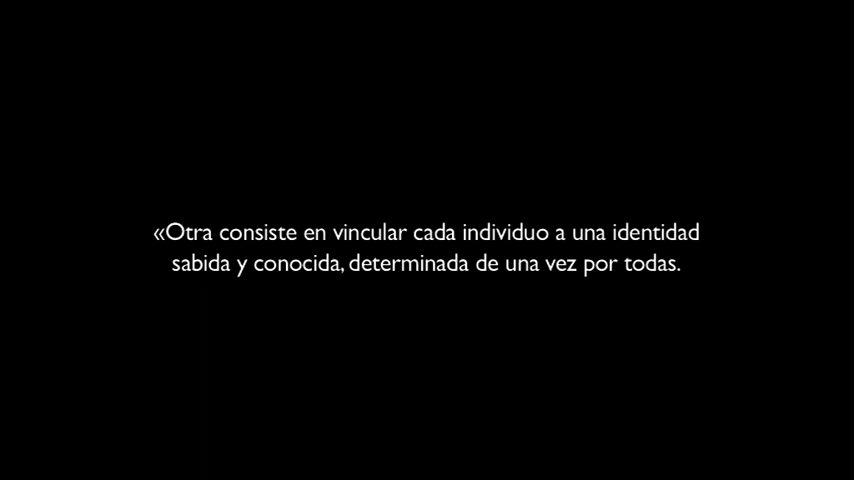 «Otra consiste en vincular cada individuo a una identidad
sabida y conocida, determinada de una vez por todas.